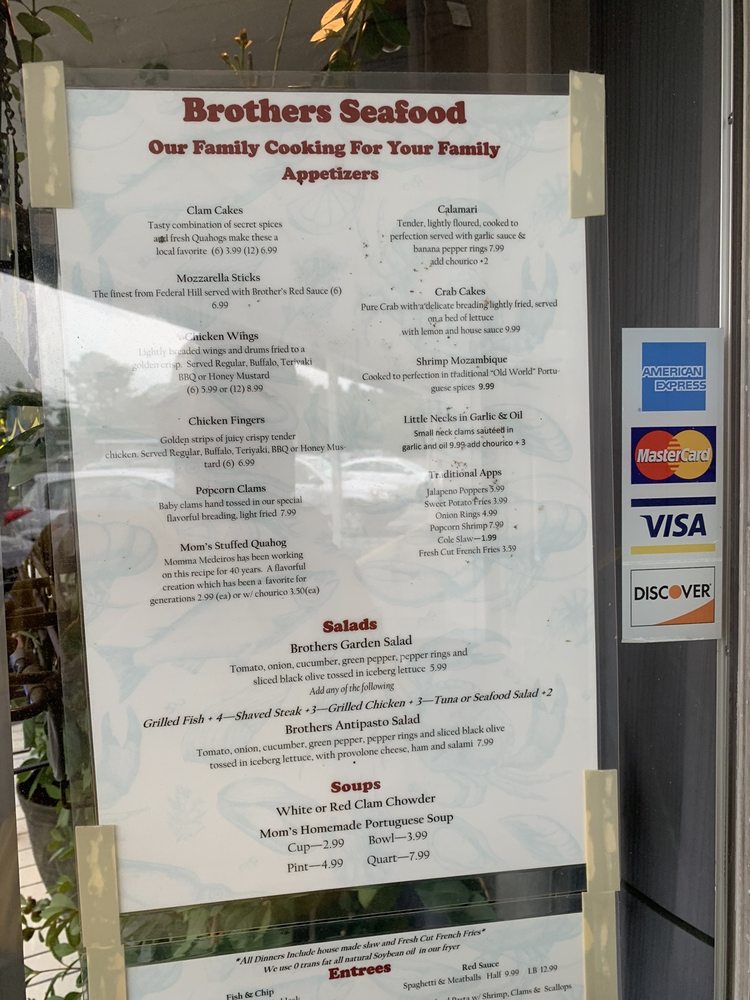 Brothers Seafood
Our Family Cooking For Your Family
Appetizers
Clam Cakes
Tasty combination of secret spices
and fresh Quahogs make these a
local favorite (6) 3.99 (12) 6.99
Mozzarella Sticks
The finest from Federal Hill served with Brother's Red Sauce (6)
6.99
Chicken Wings
Lightly breaded wings and drums fried to a
golden crisp. Served Regular, Buffalo, Teriyaki
BBQ or Honey Mustard
(6) 5.99 or (12) 8.99
Chicken Fingers
Golden strips of juicy crispy tender
chicken. Served Regular, Buffalo, Teriyaki, BBQ or Honey Mus-
tard (6) 6.99
Popcorn Clams
Baby clams hand tossed in our special
flavorful breading, light fried 7.99
Mom's Stuffed Quahog
Momma Medeiros has been working
on this recipe for 40 years. A flavorful
creation which has been a favorite for
generations 2.99 (ea) or w/ chourico 3.50(ea)
Calamari
Tender, lightly floured, cooked to
perfection served with garlic sauce &
banana pepper rings 7.99
add chourico +2
Crab Cakes
Pure Crab with a delicate breading lightly fried, served
on a bed of lettuce
with lemon and house sauce 9.99
Shrimp Mozambique
Cooked to perfection in traditional "Old World" Portu-
guese spices 9.99
Little Necks in Garlic & Oil
Small neck clams sautéed in
garlic and oil 9.99 add chourico + 3
Traditional Apps
Jalapeno Poppers 5.99
Sweet Potato Fries 3.99
Onion Rings 4.99
Popcorn Shrimp 7.99
Cole Slaw—1.99
Fresh Cut French Fries 3.59
Salads
Brothers Garden Salad
Tomato, onion, cucumber, green pepper, pepper rings and
sliced black olive tossed in iceberg lettuce 5.99
Add any of the following
Grilled Fish + 4—Shaved Steak +3—Grilled Chicken + 3—Tuna or Seafood Salad +2
Brothers Antipasto Salad
Tomato, onion, cucumber, green pepper, pepper rings and sliced black olive
tossed in iceberg lettuce, with provolone cheese, ham and salami 7.99
Soups
White or Red Clam Chowder
Mom's Homemade Portuguese Soup
Cup—2.99 Bowl—3.99
Pint—4.99 Quart—7.99
*All Dinners Include house made slaw and Fresh Cut French Fries*
We use 0 trans fat all natural Soybean oil in our fryer
Entrees
Fish & Chip
Red Sauce
Spaghetti & Meatballs Half 9.99 LB 12.99
Pasta w/ Shrimp, Clams & Scallops
AMERICAN
EXPRESS
MasterCard
VISA
DISCOVER